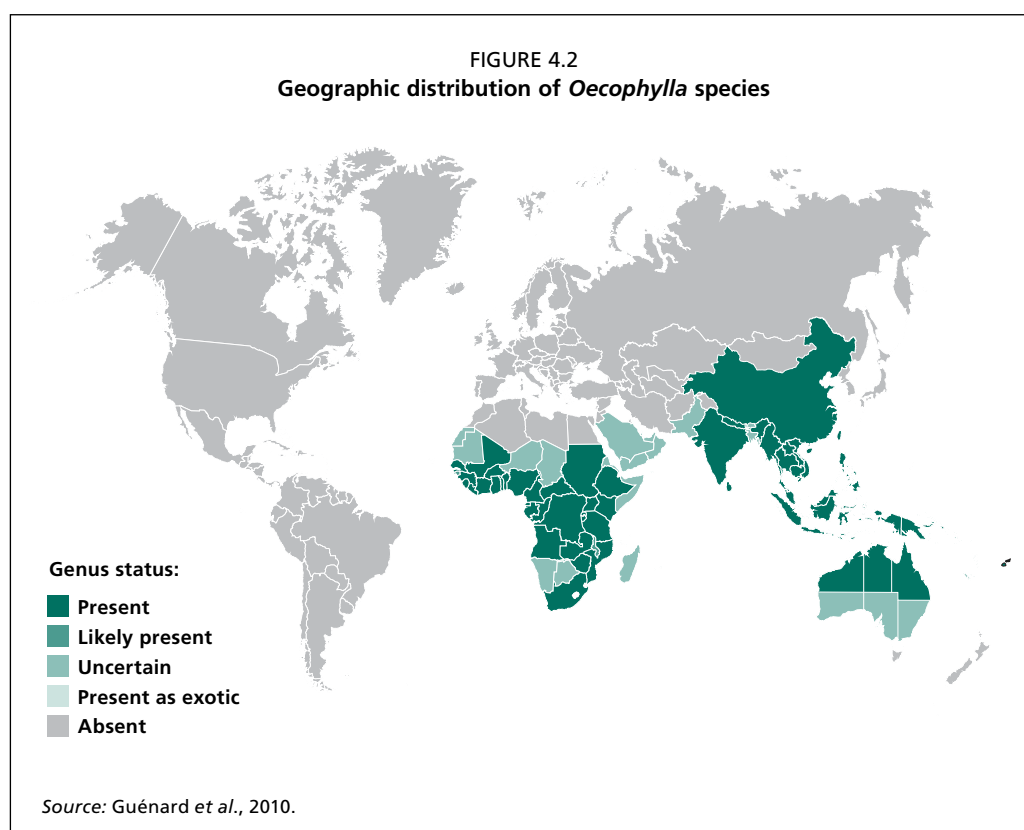 FIGURE 4.2
Geographic distribution of Oecophylla species
Genus status:
Present
Likely present
Uncertain
Present as exotic
Absent
Source: Guénard et al., 2010.